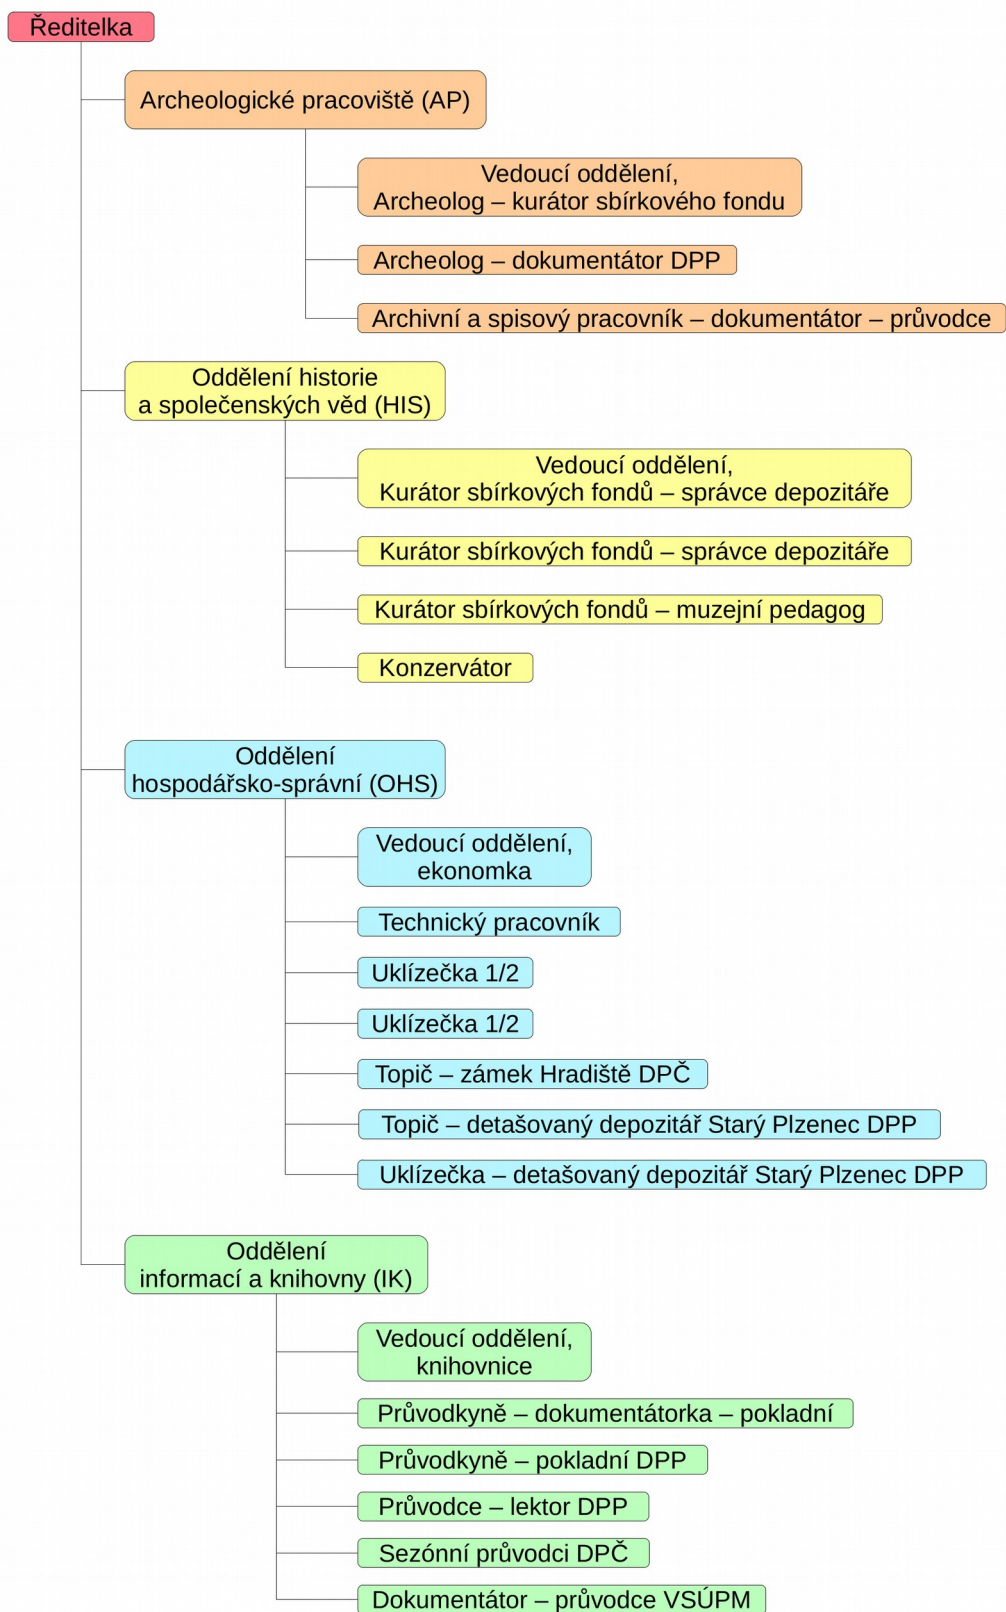 Ředitelka
Archeologické pracoviště (AP)
Vedoucí oddělení,
Archeolog – kurátor sbírkového fondu
Archeolog – dokumentátor DPP
Archivní a spisový pracovník – dokumentátor – průvodce
Oddělení historie
a společenských věd (HIS)
Vedoucí oddělení,
Kurátor sbírkových fondů – správce depozitáře
Kurátor sbírkových fondů – správce depozitáře
Kurátor sbírkových fondů – muzejní pedagog
Konzervátor
Oddělení
hospodářsko-správní (OHS)
Vedoucí oddělení,
ekonomka
Technický pracovník
Uklízečka 1/2
Uklízečka 1/2
Topič – zámek Hradiště DPČ
Topič – detašovaný depozitář Starý Plzenec DPP
Uklízečka – detašovaný depozitář Starý Plzenec DPP
Oddělení
informací a knihovny (IK)
Vedoucí oddělení,
knihovnice
Průvodkyně – dokumentátorka – pokladní
Průvodkyně – pokladní DPP
Průvodce – lektor DPP
Sezónní průvodci DPČ
Dokumentátor – průvodce VSÚPM